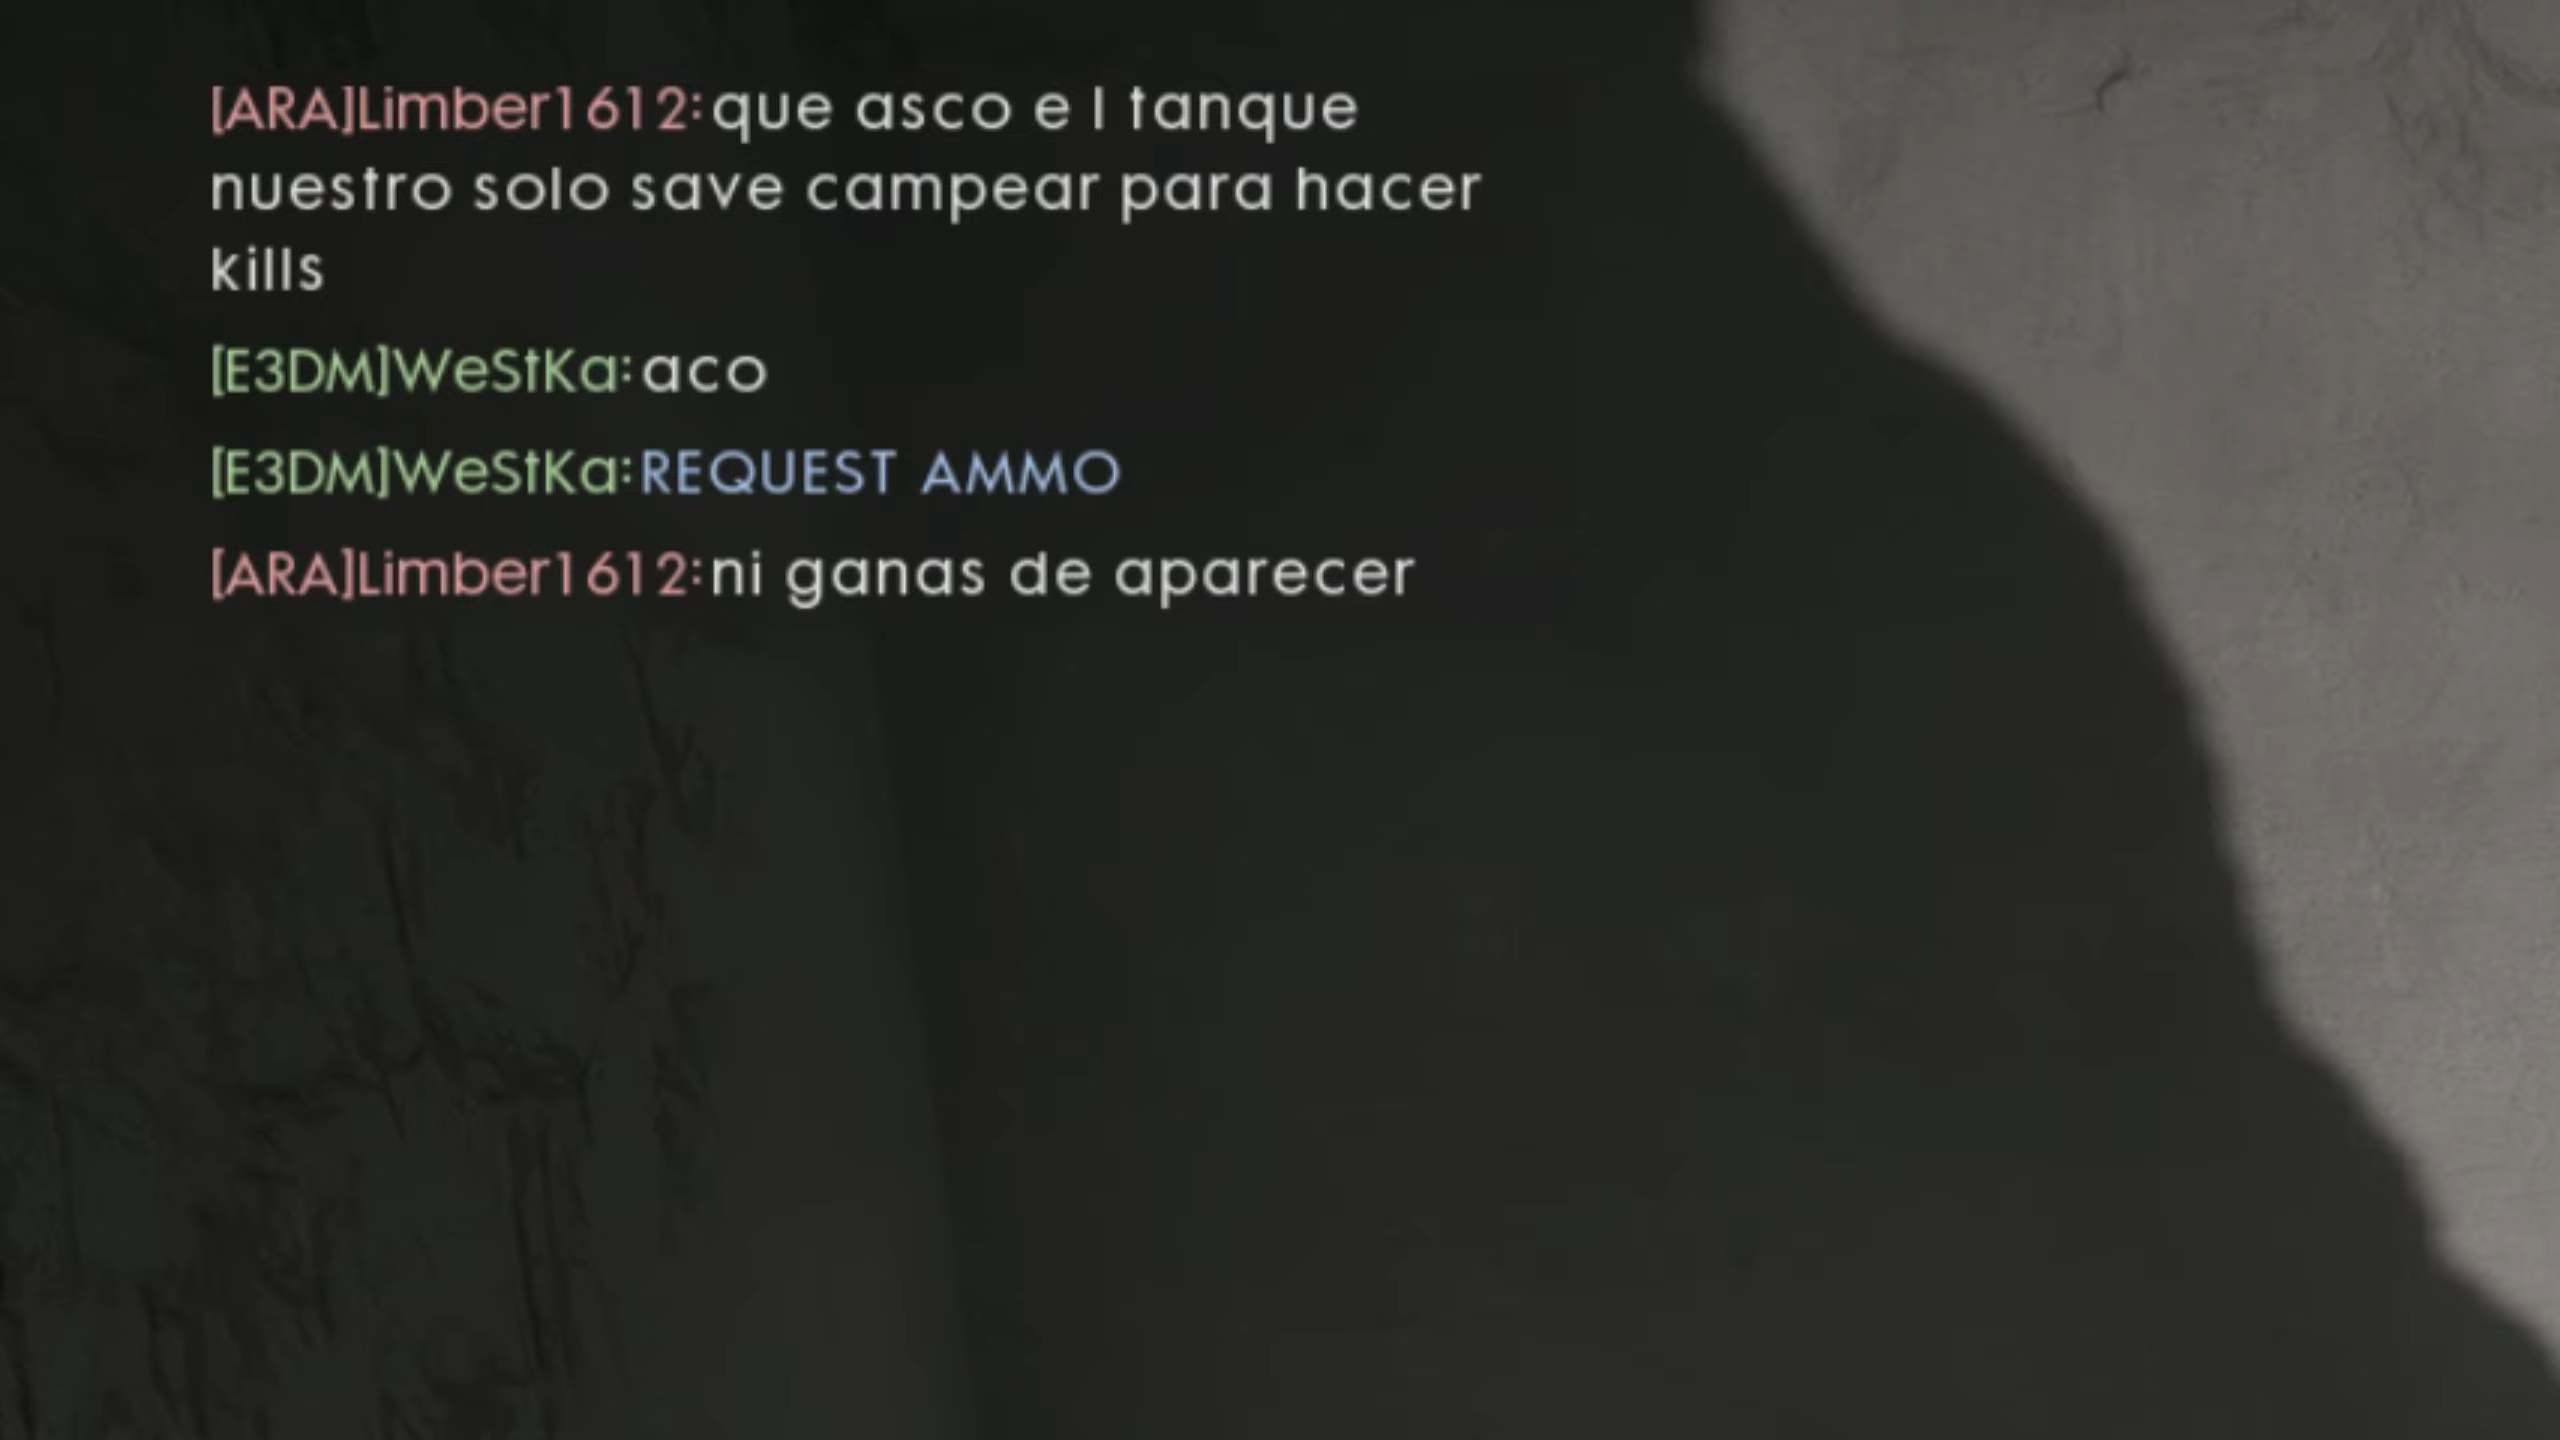 [ARA]Limber1612:que asco e l tanque
nuestro solo save campear para hacer
kills
[E3DM]WeStKa:aco
[E3DM]WeStKa:REQUEST AMMO
[ARA]Limber1612:ni ganas de aparecer